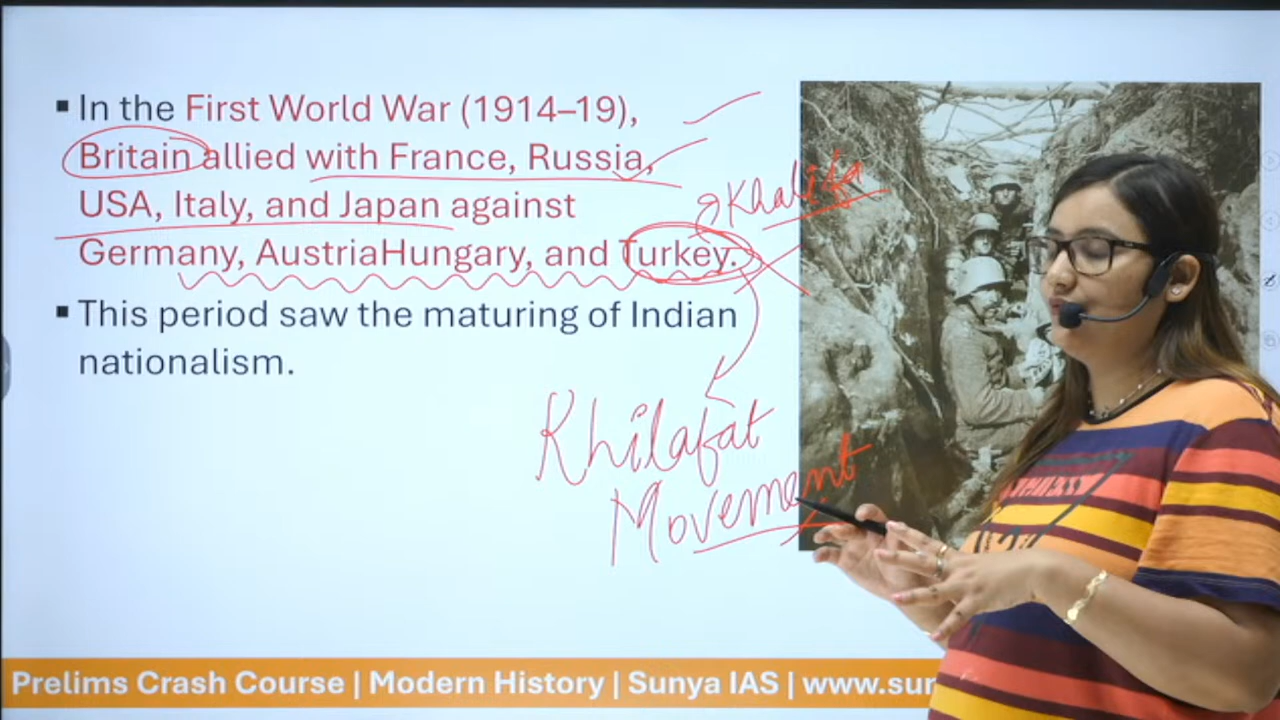 ▪ In the First World War (1914–19),
Britain allied with France, Russia,
USA, Italy, and Japan against
Germany, AustriaHungary, and Turkey.
Khalifa
▪ This period saw the maturing of Indian
nationalism.
Khilafat
Movement
Prelims Crash Course | Modern History | Sunya IAS | www.sun